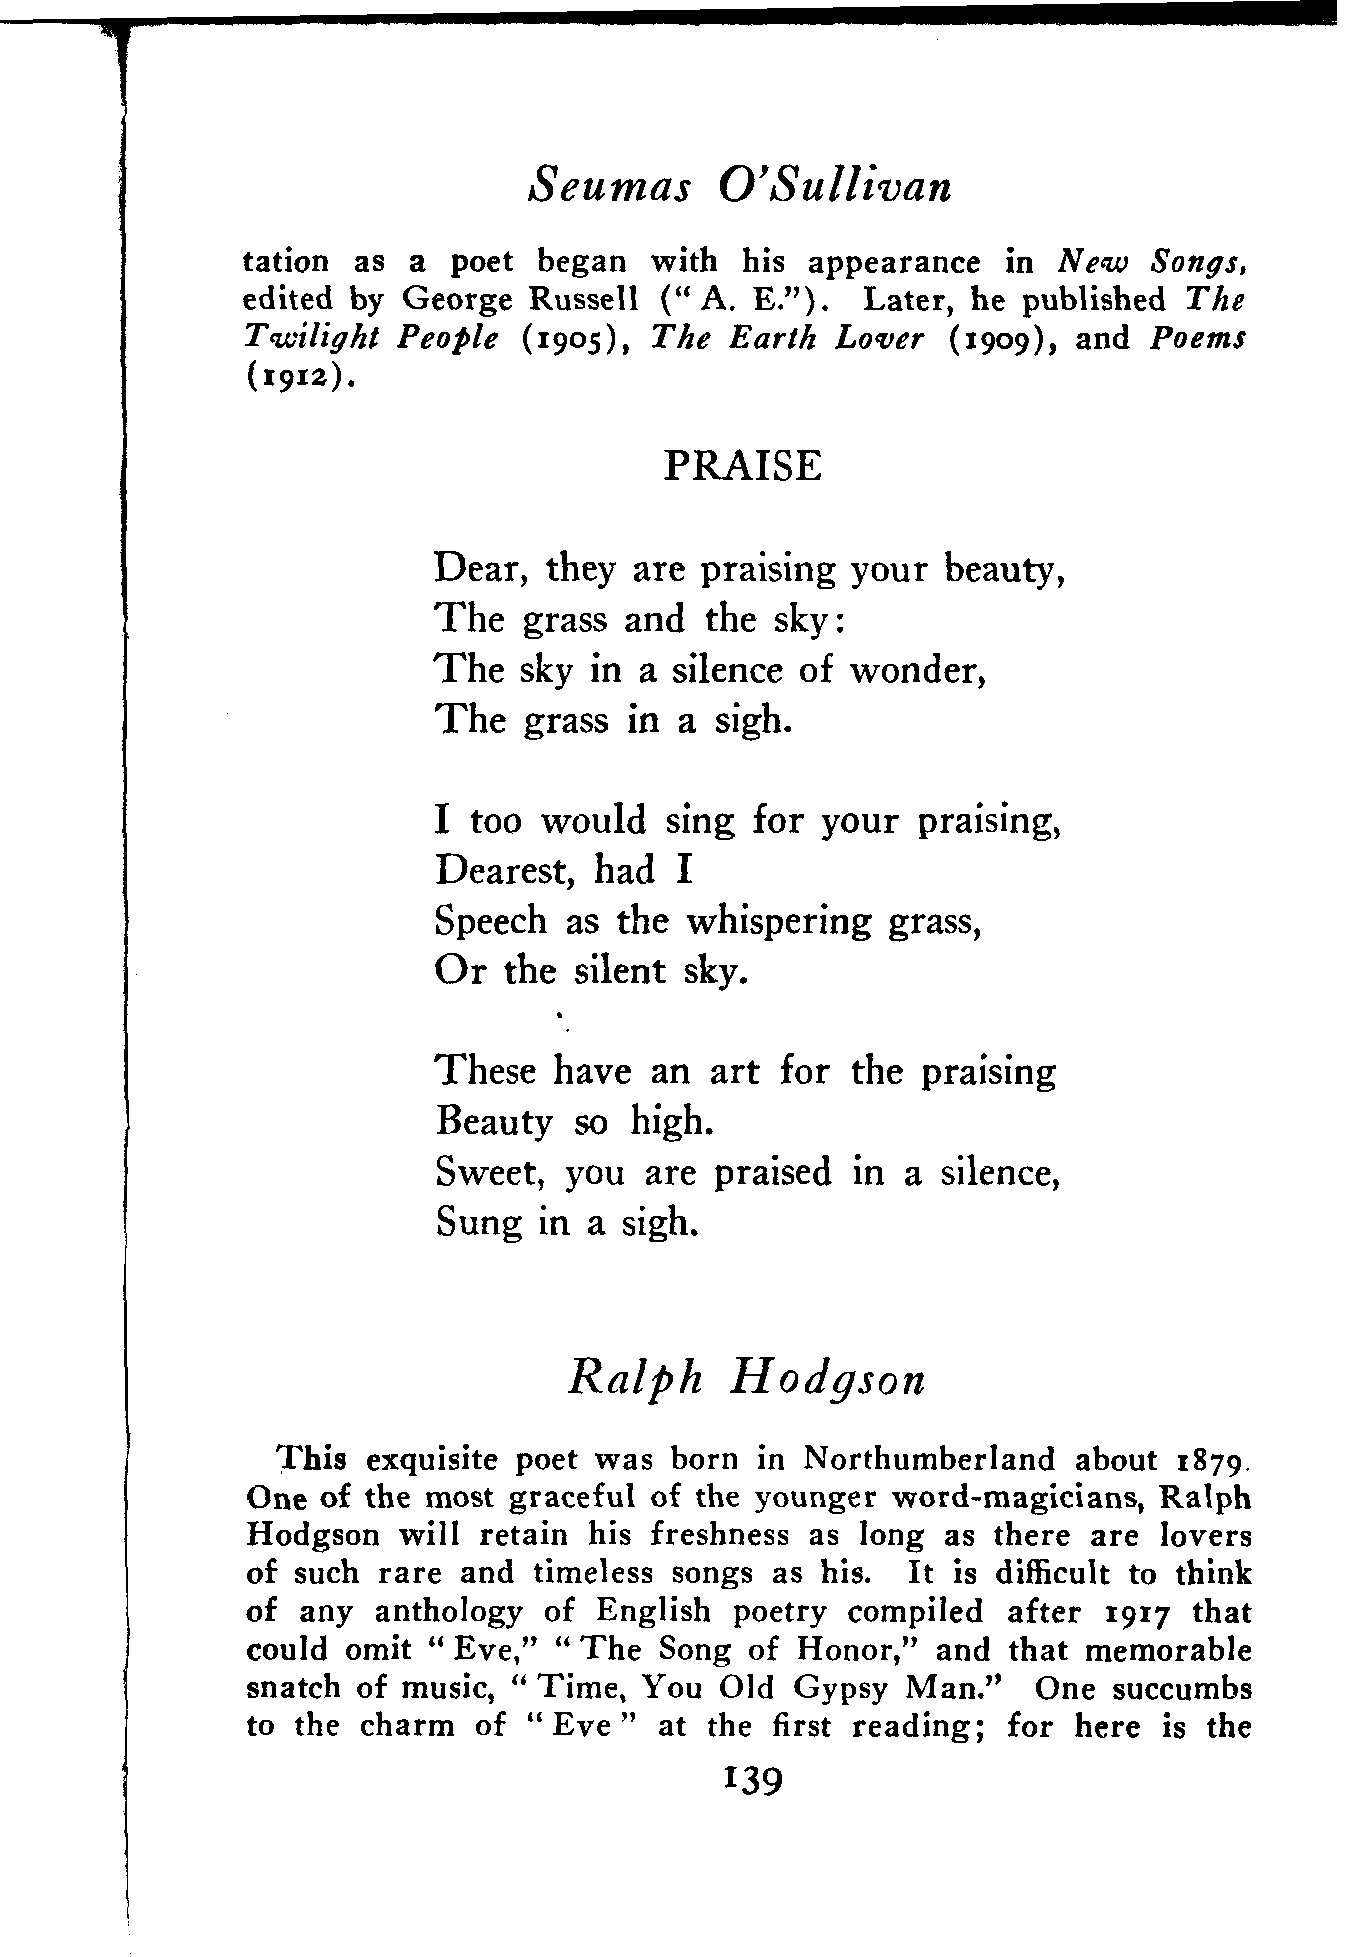 Seumas O'Sullivan
tation as a poet began with his appearance in New Songs,
edited by George Russell (“ A. E.”). Later, he published The
Twilight People (1905), The Earth Lover (1909), and Poems
(1912).
PRAISE
Dear, they are praising your beauty,
The grass and the sky:
The sky in a silence of wonder,
The grass in a sigh.
I too would sing for your praising,
Dearest, had I
Speech as the whispering grass,
Or the silent sky.
These have an art for the praising
Beauty so high.
Sweet, you are praised in a silence,
Sung in a sigh.
Ralph Hodgson
This exquisite poet was born in Northumberland about 1879.
One of the most graceful of the younger word-magicians, Ralph
Hodgson will retain his freshness as long as there are lovers
of such rare and timeless songs as his. It is difficult to think
of any anthology of English poetry compiled after 1917 that
could omit “ Eve,” “ The Song of Honor,” and that memorable
snatch of music, “ Time, You Old Gypsy Man.” One succumbs
to the charm of “ Eve ” at the first reading; for here is the
139